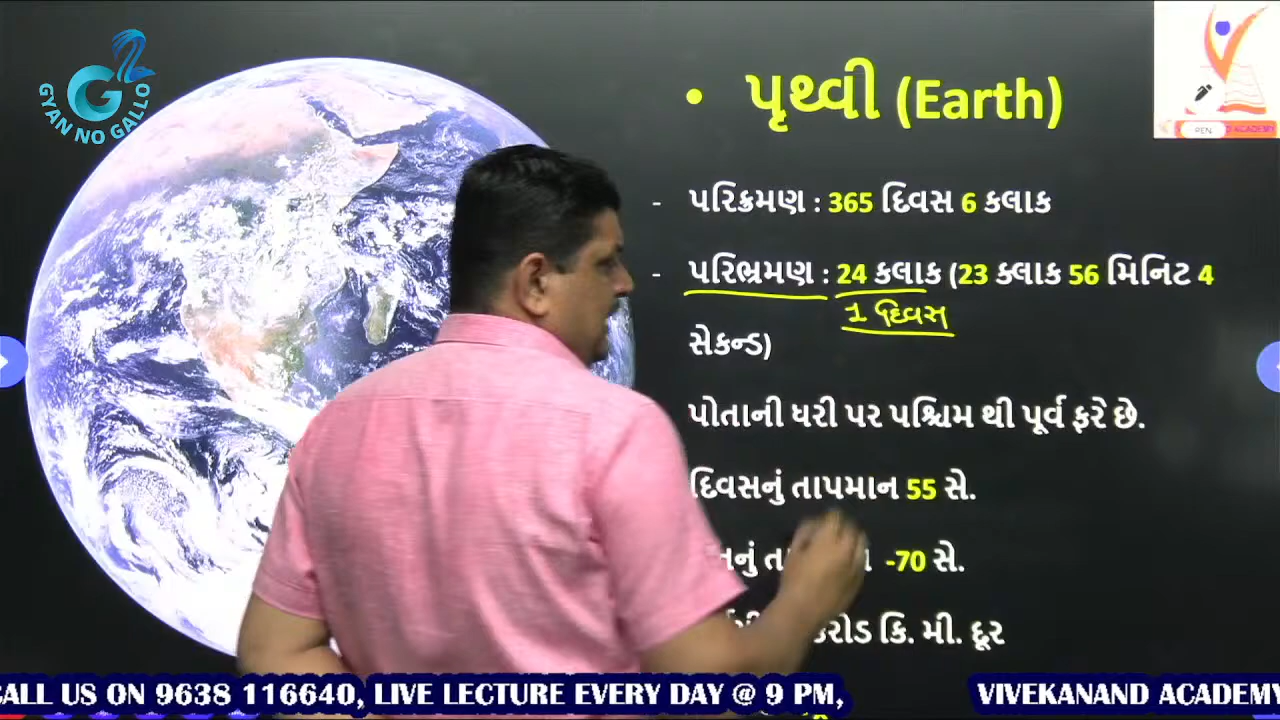 GYAN NO GALLO
PEN
ACADEMY
• પૃથ્વી (Earth)
- પરિક્રમણ : 365 દિવસ 6 કલાક
- પરિભ્રમણ : 24 કલાક (23 ક્લાક 56 મિનિટ 4
1 દિવસ
સેકન્ડ)
પોતાની ધરી પર પશ્ચિમ થી પૂર્વ ફરે છે.
દિવસનું તાપમાન 55 સે.
-70 સે.
કિ. મી. દૂર
CALL US ON 9638 116640, LIVE LECTURE EVERY DAY @ 9 PM, VIVEKANAND ACADEMY